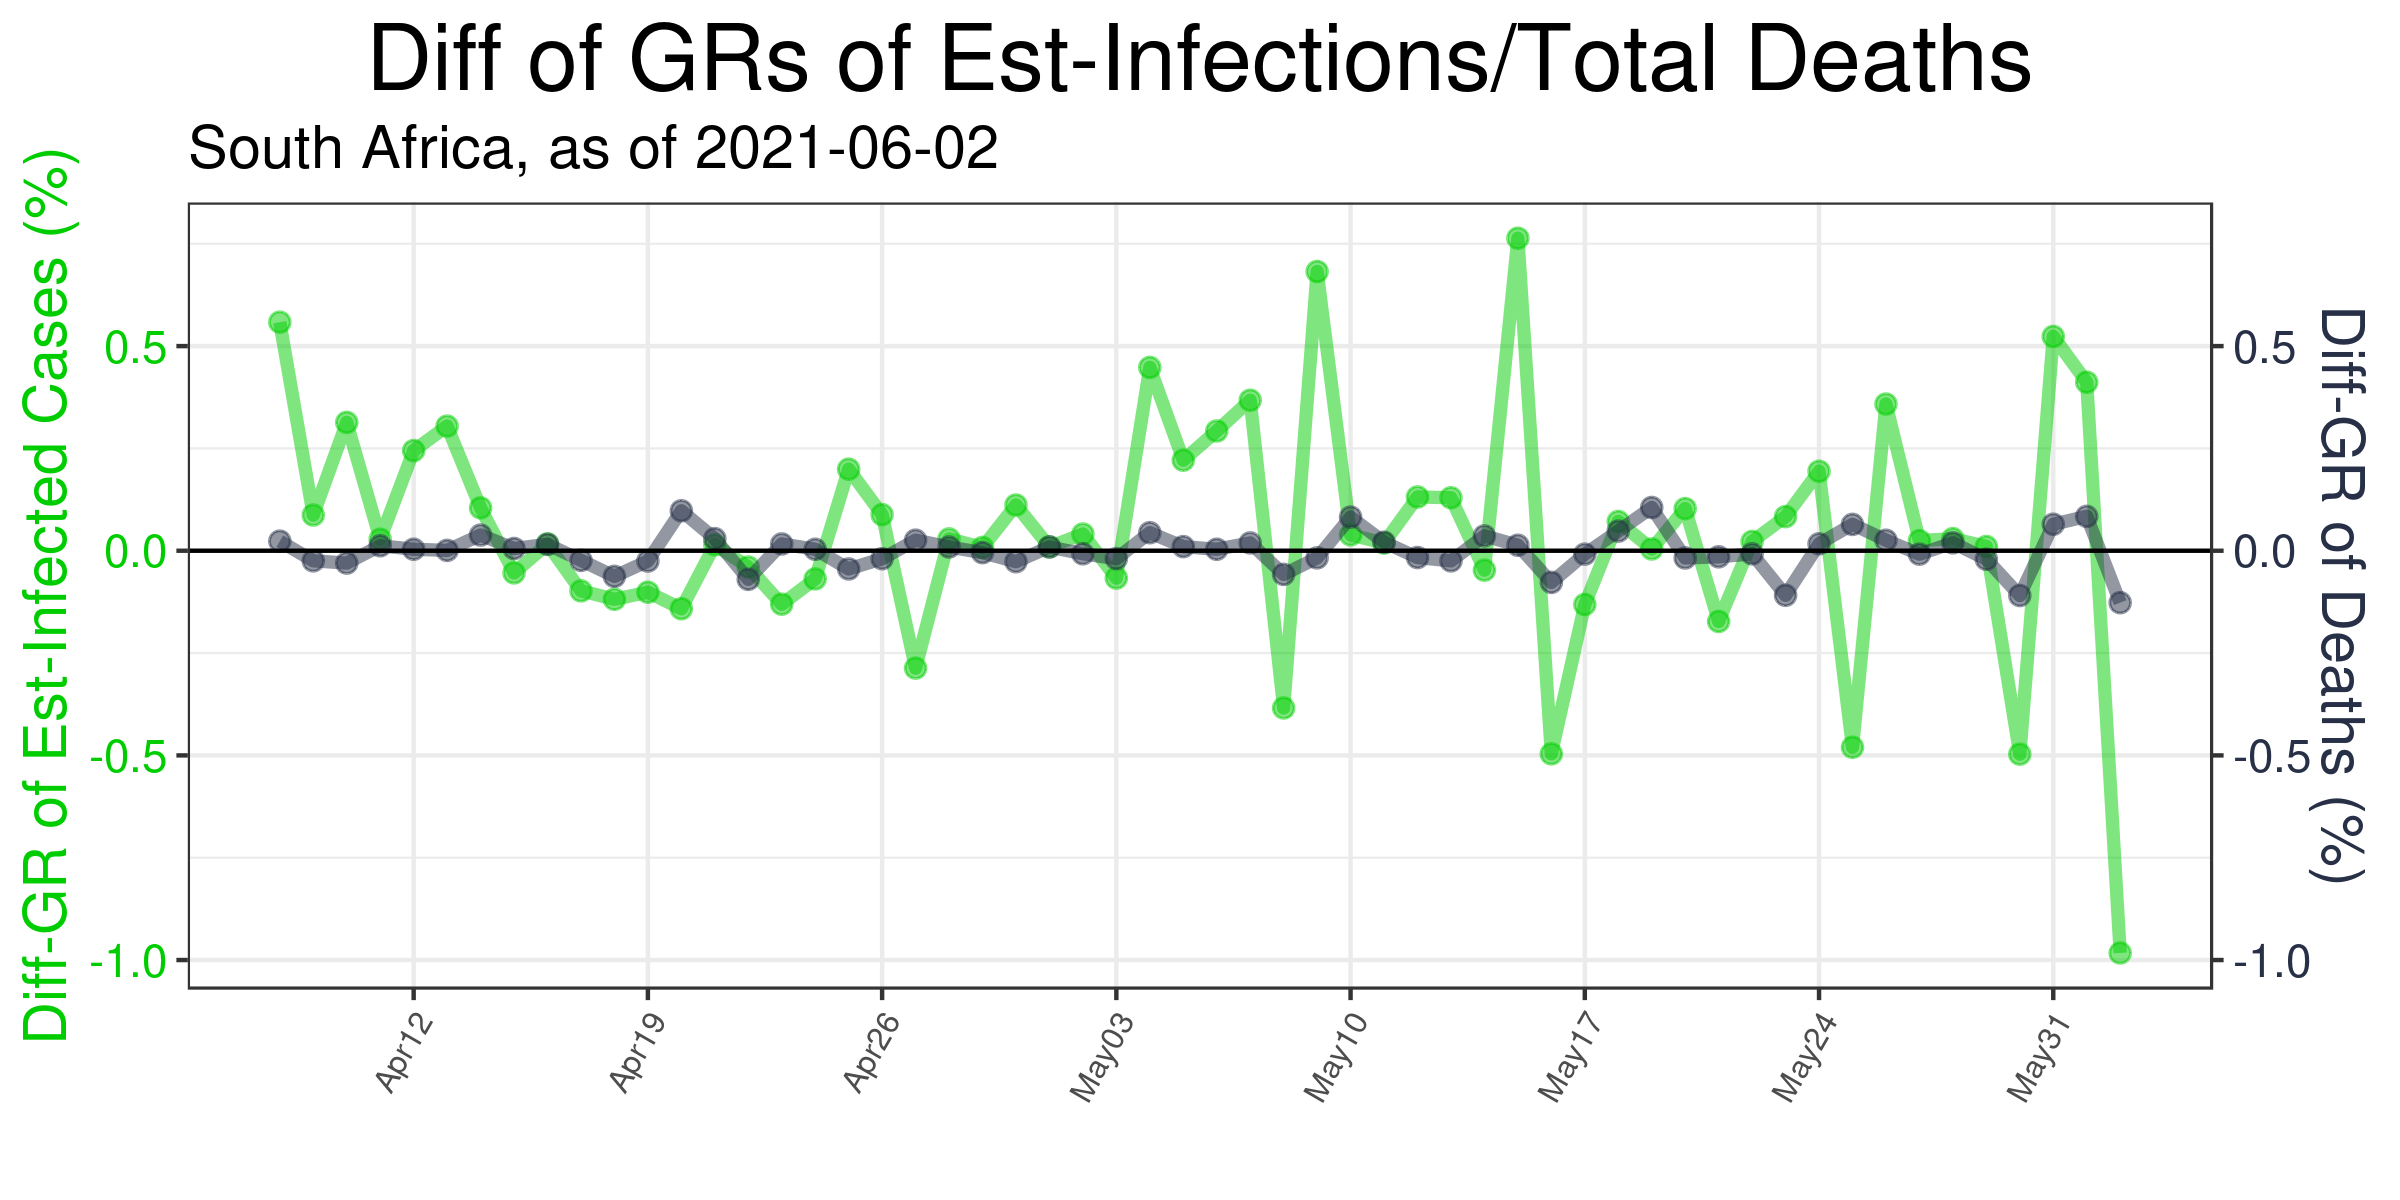 Diff of GRs of Est-Infections/Total Deaths
South Africa, as of 2021-06-02
Diff-GR of Est-Infected Cases (%)
0.5
0.0
-0.5
-1.0
0.5
0.0
-0.5
-1.0
Diff-GR of Deaths (%)
Apr12
Apr19
Apr26
May03
May10
May17
May24
May31